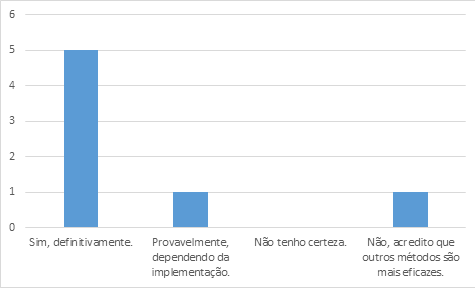 6
5
4
3
2
1
0
Sim, definitivamente.
Provavelmente,
dependendo da
implementação.
Não tenho certeza.
Não, acredito que
outros métodos são
mais eficazes.